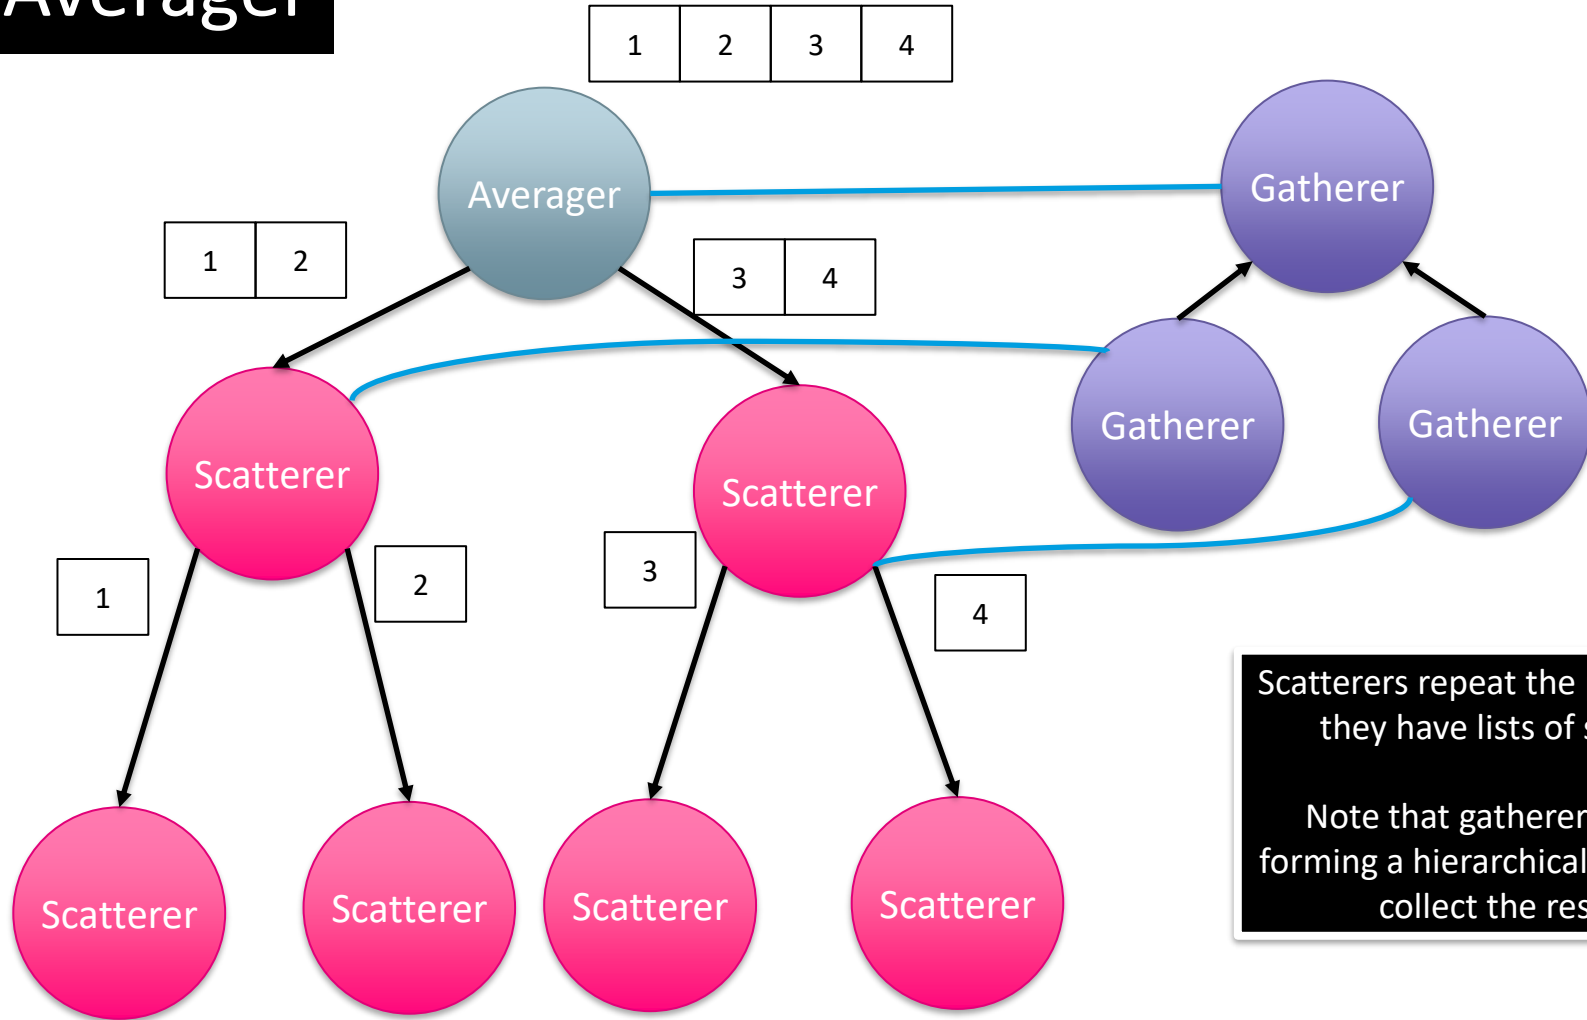 Averager
1 2 3 4
Averager
Gatherer
1 2
3 4
Gatherer
Gatherer
Scatterer
Scatterer
1
2
3
4
Scatterers repeat the
they have lists of
Note that gatherer
forming a hierarchical
collect the res
Scatterer
Scatterer
Scatterer
Scatterer